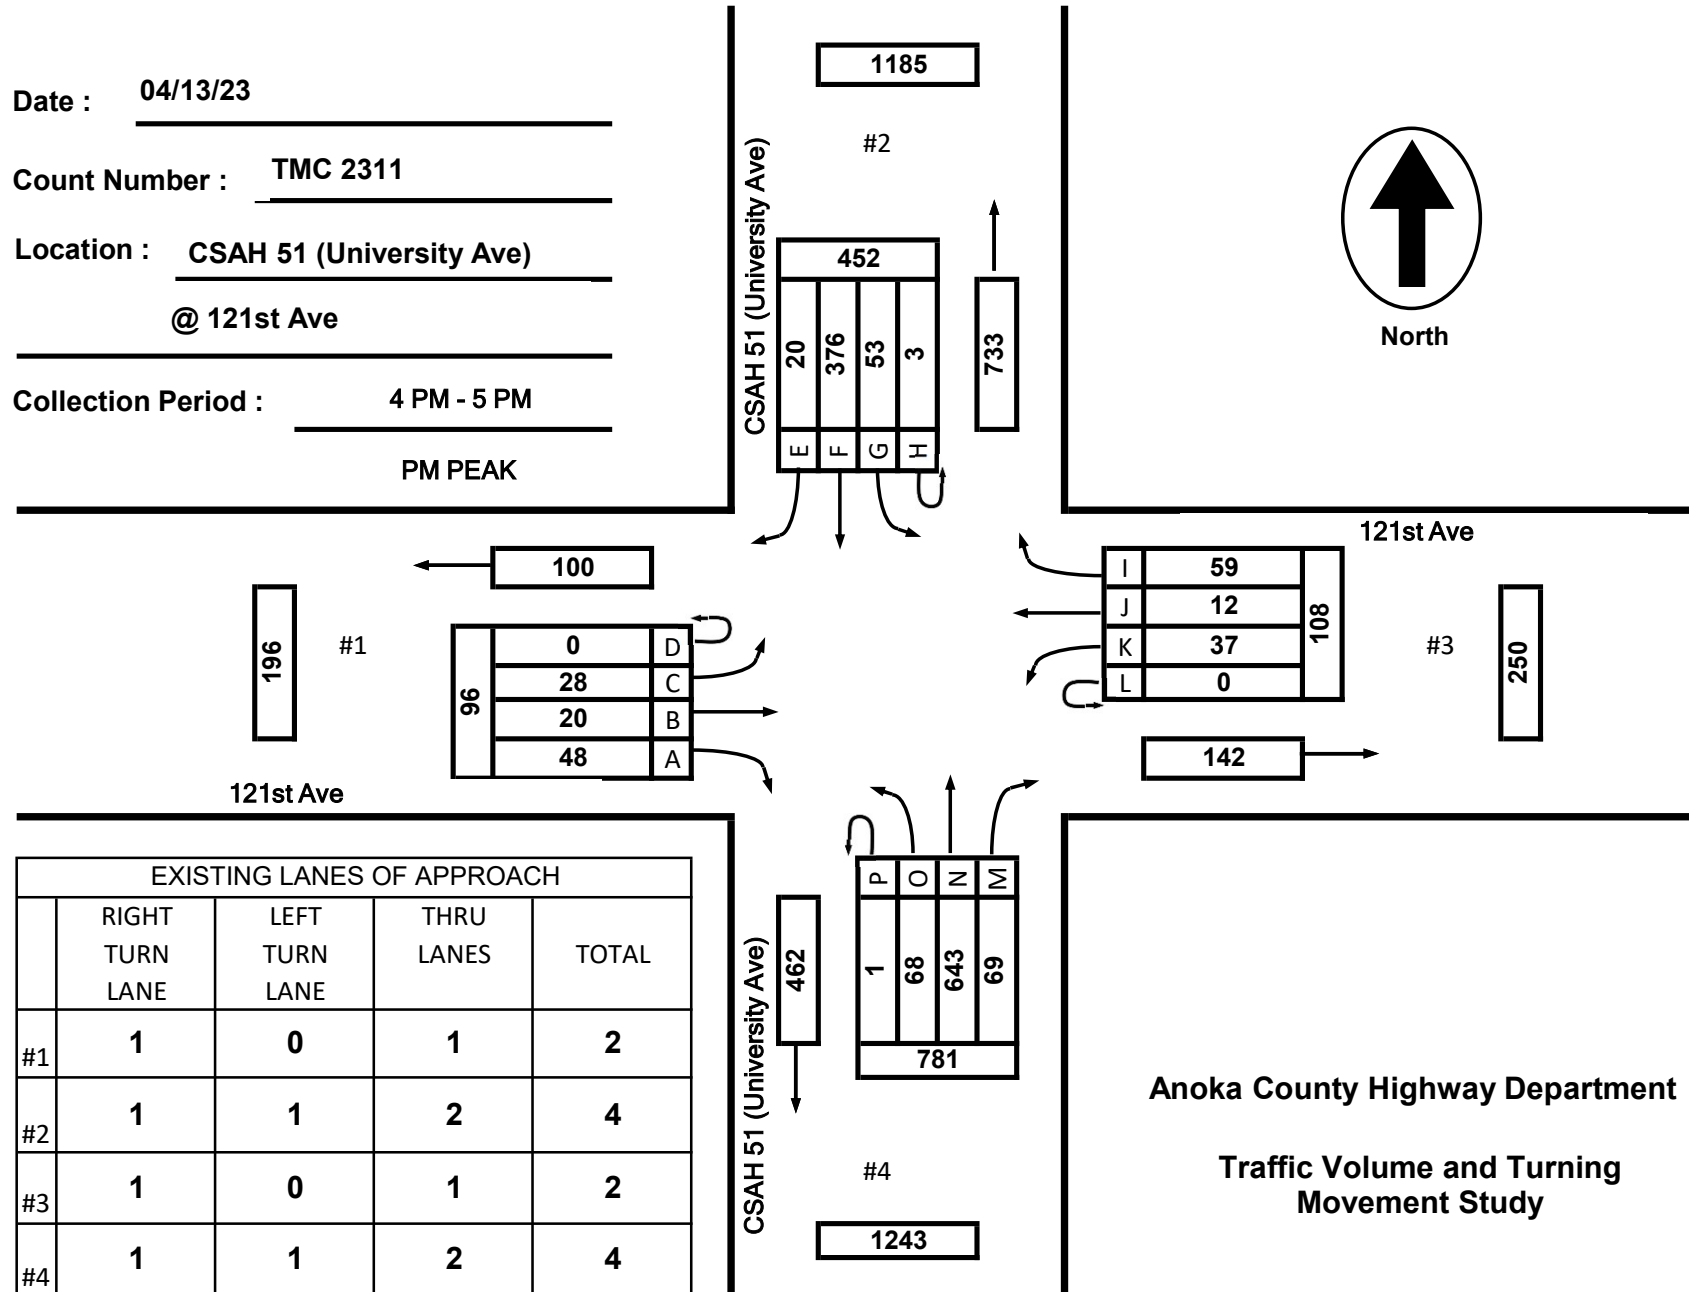 Date : 04/13/23
Count Number : TMC 2311
Location : CSAH 51 (University Ave)
@ 121st Ave
Collection Period : 4 PM - 5 PM
PM PEAK
1185
#2
CSAH 51 (University Ave)
452
20 376 53 3
E F G H
733
North
121st Ave
100
196
#1
96
0 D
28 C
20 B
48 A
121st Ave
I 59
J 12
K 37
L 0
108
#3
250
142
P O N M
1 68 643 69
781
462
CSAH 51 (University Ave)
#4
1243
EXISTING LANES OF APPROACH
RIGHT LEFT THRU
TURN TURN LANES TOTAL
LANE LANE
#1 1 0 1 2
#2 1 1 2 4
#3 1 0 1 2
#4 1 1 2 4
Anoka County Highway Department
Traffic Volume and Turning
Movement Study